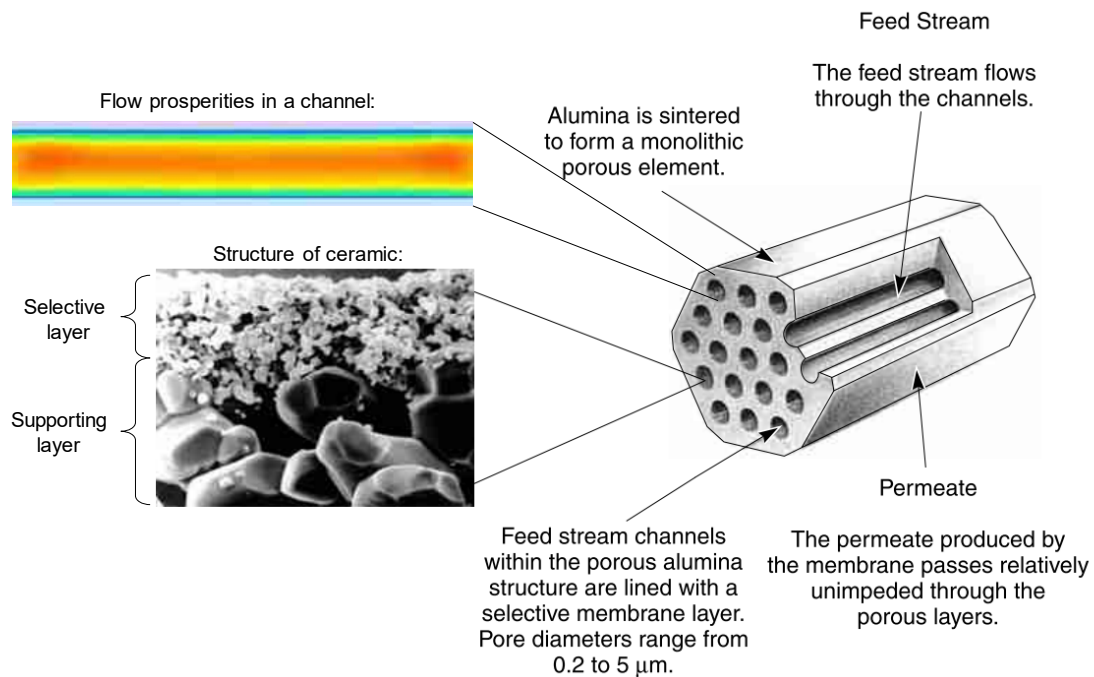 Feed Stream
The feed stream flows
through the channels.
Flow prosperities in a channel:
Alumina is sintered
to form a monolithic
porous element.
Structure of ceramic:
Selective
layer
Supporting
layer
Permeate
The permeate produced by
the membrane passes relatively
unimpeded through the
porous layers.
Feed stream channels
within the porous alumina
structure are lined with a
selective membrane layer.
Pore diameters range from
0.2 to 5 μm.